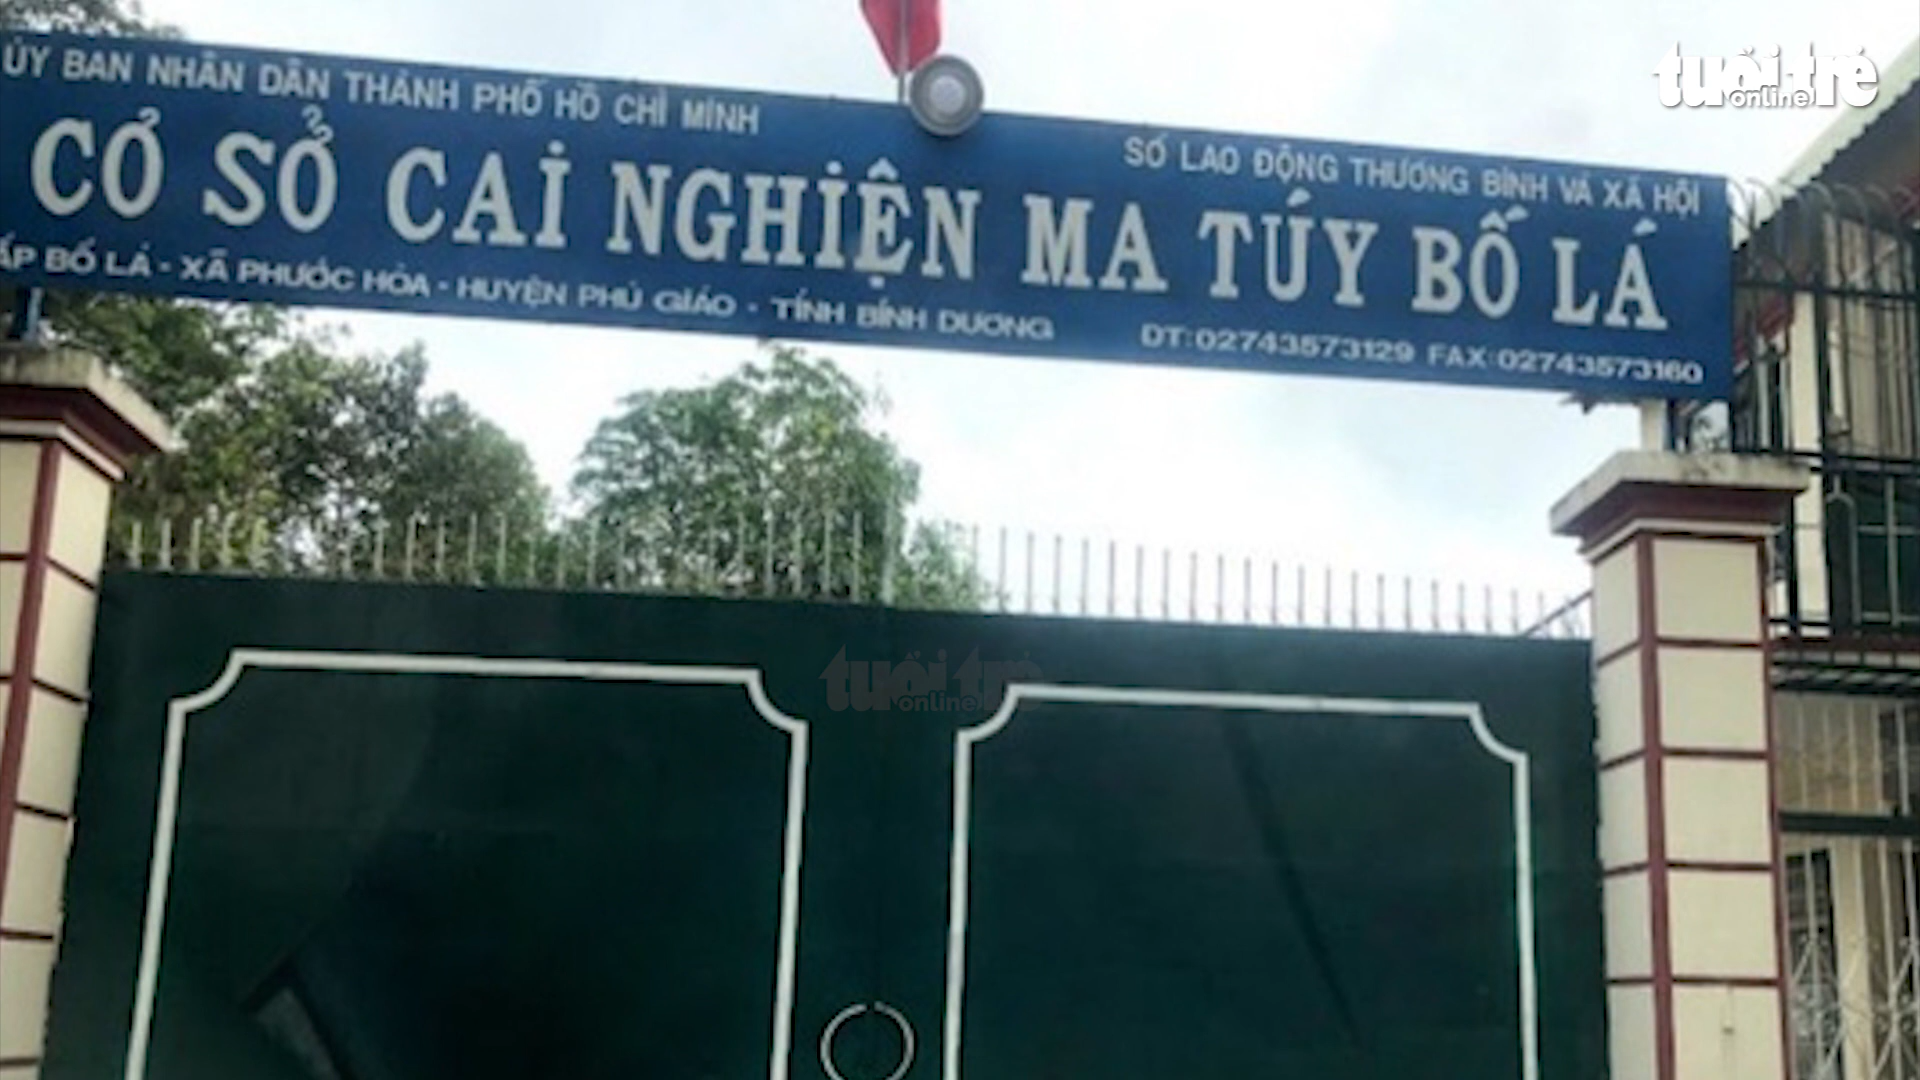 ỦY BAN NHÂN DÂN THÀNH PHỐ HỒ CHÍ MINH
SỞ LAO ĐỘNG THƯƠNG BINH VÀ XÃ HỘI
CƠ SỞ CAI NGHIỆN MA TÚY BỐ LÁ
ẤP BỐ LÁ - XÃ PHƯỚC HÒA - HUYỆN PHÚ GIÁO - TỈNH BÌNH DƯƠNG
ĐT:02743573129 FAX:02743573160
tuổi trẻ
online
tuổi trẻ
online